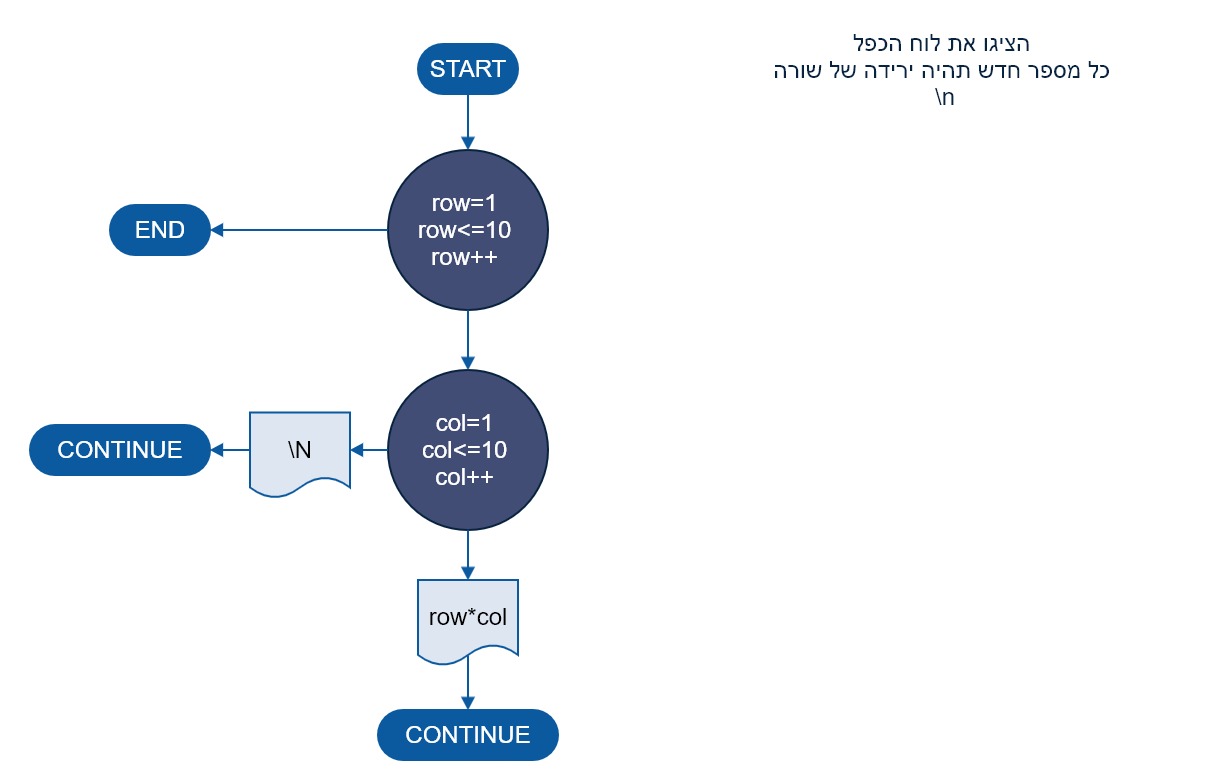 הציגו את לוח הכפל
כל מספר חדש תהיה ירידה של שורה
\n
START
row=1
row<=10
row++
END
col=1
col<=10
col++
\N
CONTINUE
row*col
CONTINUE